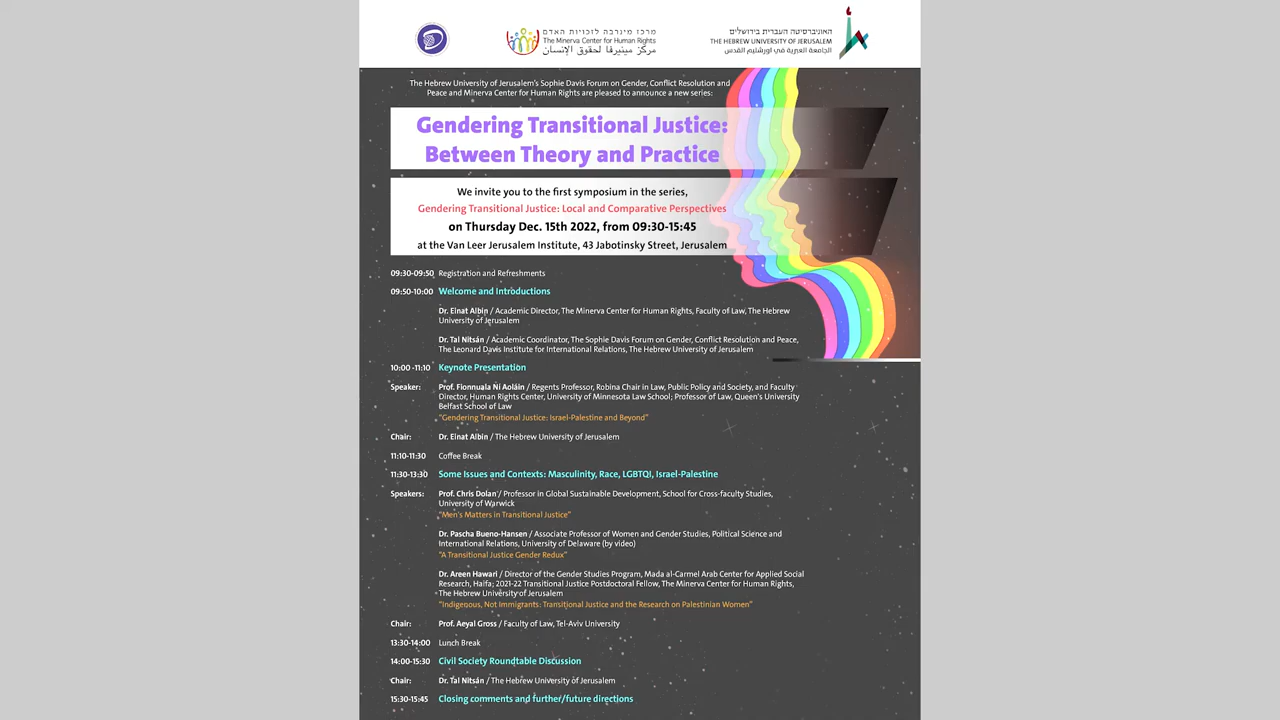 מרכז מינרבה לזכויות האדם
The Minerva Center for Human Rights
مركز مينيرڤا لحقوق الإنسان
האוניברסיטה העברית בירושלים
THE HEBREW UNIVERSITY OF JERUSALEM
الجامعة العبرية في اورشليم القدس
The Hebrew University of Jerusalem's Sophie Davis Forum on Gender, Conflict Resolution and
Peace and Minerva Center for Human Rights are pleased to announce a new series:
Gendering Transitional Justice:
Between Theory and Practice
We invite you to the first symposium in the series,
Gendering Transitional Justice: Local and Comparative Perspectives
on Thursday Dec. 15th 2022, from 09:30-15:45
at the Van Leer Jerusalem Institute, 43 Jabotinsky Street, Jerusalem
09:30-09:50 Registration and Refreshments
09:50-10:00 Welcome and Introductions
Dr. Einat Albin / Academic Director, The Minerva Center for Human Rights, Faculty of Law, The Hebrew
University of Jerusalem
Dr. Tal Nitsán / Academic Coordinator, The Sophie Davis Forum on Gender, Conflict Resolution and Peace,
The Leonard Davis Institute for International Relations, The Hebrew University of Jerusalem
10:00 -11:10 Keynote Presentation
Speaker: Prof. Fionnuala Ní Aoláin / Regents Professor, Robina Chair in Law, Public Policy and Society, and Faculty
Director, Human Rights Center, University of Minnesota Law School; Professor of Law, Queen's University
Belfast School of Law
"Gendering Transitional Justice: Israel-Palestine and Beyond"
Chair: Dr. Einat Albin / The Hebrew University of Jerusalem
11:10-11:30 Coffee Break
11:30-13:30 Some Issues and Contexts: Masculinity, Race, LGBTQI, Israel-Palestine
Speakers: Prof. Chris Dolan / Professor in Global Sustainable Development, School for Cross-faculty Studies,
University of Warwick
"Men's Matters in Transitional Justice"
Dr. Pascha Bueno-Hansen / Associate Professor of Women and Gender Studies, Political Science and
International Relations, University of Delaware (by video)
"A Transitional Justice Gender Redux"
Dr. Areen Hawari / Director of the Gender Studies Program, Mada al-Carmel Arab Center for Applied Social
Research, Haifa; 2021-22 Transitional Justice Postdoctoral Fellow, The Minerva Center for Human Rights,
The Hebrew University of Jerusalem
"Indigenous, Not Immigrants: Transitional Justice and the Research on Palestinian Women"
Chair: Prof. Aeyal Gross / Faculty of Law, Tel-Aviv University
13:30-14:00 Lunch Break
14:00-15:30 Civil Society Roundtable Discussion
Chair: Dr. Tal Nitsán / The Hebrew University of Jerusalem
15:30-15:45 Closing comments and further/future directions